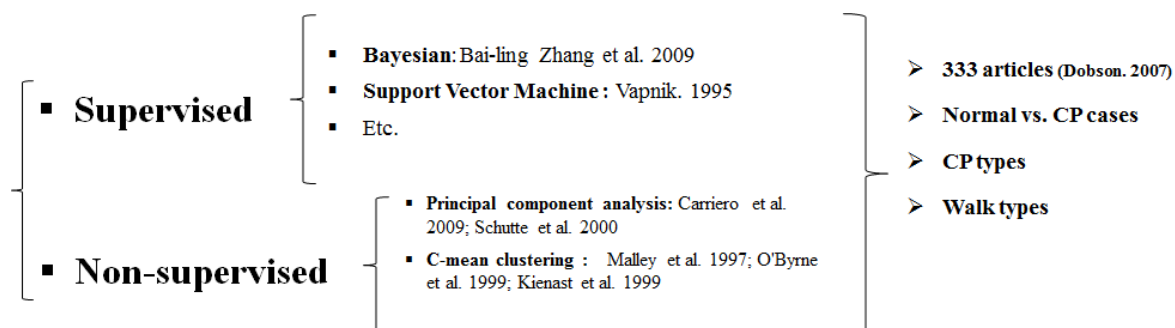 ▪ Supervised
▪ Bayesian: Bai-ling Zhang et al. 2009
▪ Support Vector Machine : Vapnik. 1995
▪ Etc.
▪ Non-supervised
▪ Principal component analysis: Carriero et al.
2009; Schutte et al. 2000
▪ C-mean clustering : Malley et al. 1997; O'Byrne
et al. 1999; Kienast et al. 1999
➢ 333 articles (Dobson. 2007)
➢ Normal vs. CP cases
➢ CP types
➢ Walk types